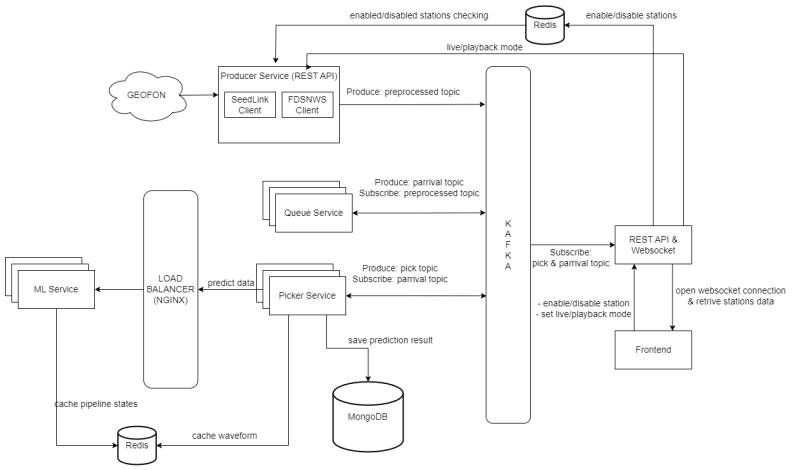 enabled/disabled stations checking
Redis
enable/disable stations
live/playback mode
GEOFON
Producer Service (REST API)
SeedLink
Client
FDSNWS
Client
Produce: preprocessed topic
Produce: parrival topic
Subscribe: preprocessed topic
Queue Service
K
A
F
K
A
REST API &
Websocket
Subscribe:
pick & parrival topic
ML Service
LOAD
BALANCER
(NGINX)
predict data
Picker Service
Produce: pick topic
Subscribe: parrival topic
- enable/disable station
- set live/playback mode
open websocket connection
& retrive stations data
save prediction result
Frontend
cache pipeline states
MongoDB
Redis
cache waveform